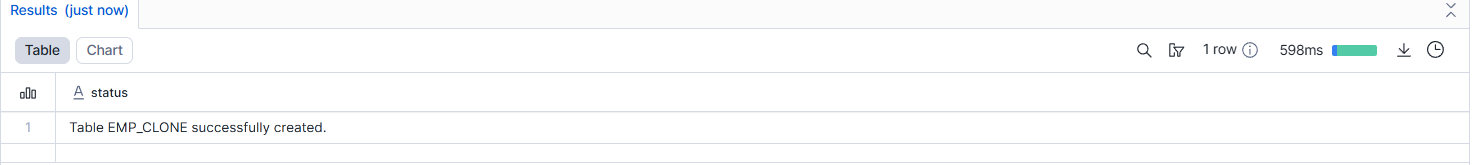 Results (just now)
Table Chart 1 row 598ms
A status
1 Table EMP_CLONE successfully created.